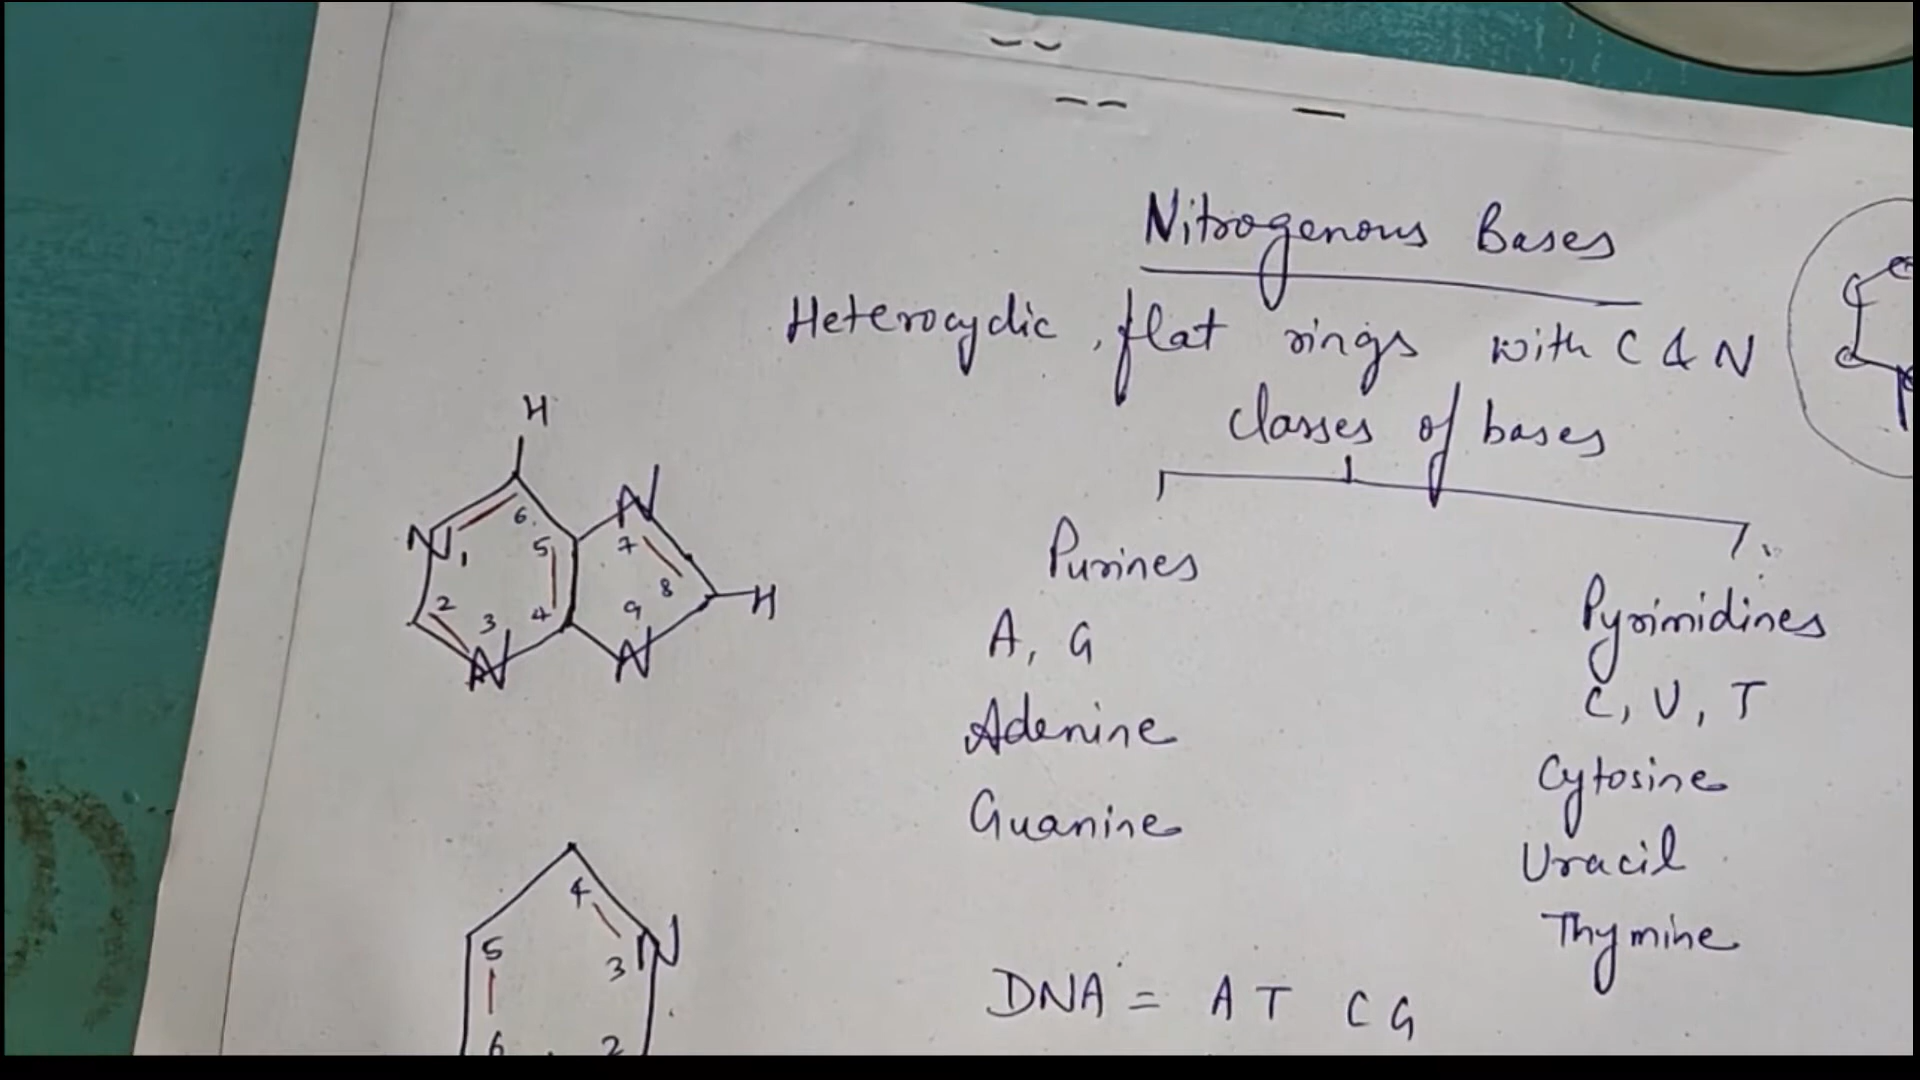 Nitrogenous Bases
Heterocyclic, flat rings with C & N
classes of bases
Purines
A, G
Adenine
Guanine
Pyrimidines
C, U, T
Cytosine
Uracil
Thymine
DNA = A T C G
H
N
N
1
6
5
7
2
3
4
9
8
H
N
N
4
5
3
N
6
2